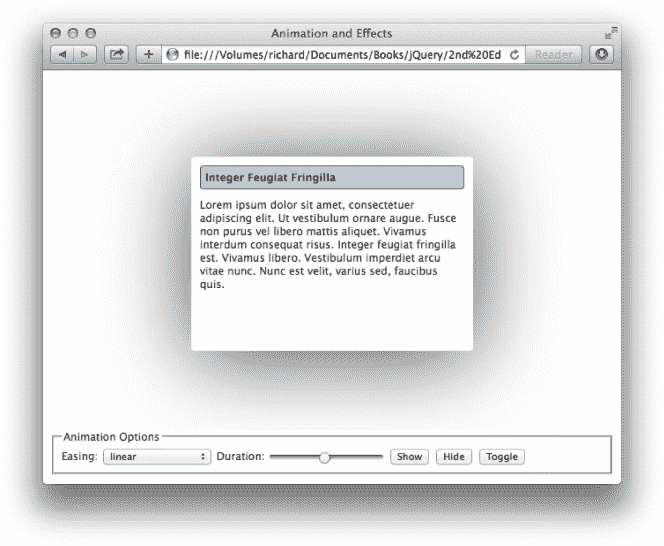 Animation and Effects
file:///Volumes/richard/Documents/Books/jQuery/2nd%20Ed
Reader
Integer Feugiat Fringilla
Lorem ipsum dolor sit amet, consectetuer
adipiscing elit. Ut vestibulum ornare augue. Fusce
non purus vel libero mattis aliquet. Vivamus
interdum consequat risus. Integer feugiat fringilla
est. Vivamus libero. Vestibulum imperdiet arcu
vitae nunc. Nunc est velit, varius sed, faucibus
quis.
Animation Options
Easing: linear Duration: Show Hide Toggle